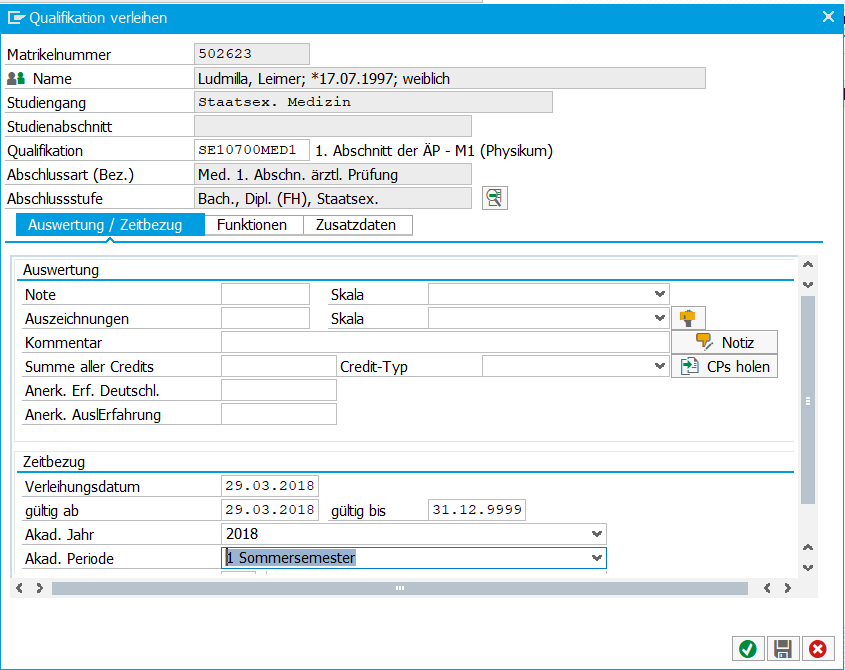 Qualifikation verleihen
Matrikelnummer 502623
Name Ludmilla, Leimer; *17.07.1997; weiblich
Studiengang Staatsex. Medizin
Studienabschnitt
Qualifikation SE10700MED1 1. Abschnitt der ÄP - M1 (Physikum)
Abschlussart (Bez.) Med. 1. Abschn. ärztl. Prüfung
Abschlussstufe Bach., Dipl. (FH), Staatsex.
Auswertung / Zeitbezug Funktionen Zusatzdaten
Auswertung
Note Skala
Auszeichnungen Skala
Kommentar Notiz
Summe aller Credits Credit-Typ CPs holen
Anerk. Erf. Deutschl.
Anerk. AuslErfahrung
Zeitbezug
Verleihungsdatum 29.03.2018
gültig ab 29.03.2018 gültig bis 31.12.9999
Akad. Jahr 2018
Akad. Periode 1 Sommersemester